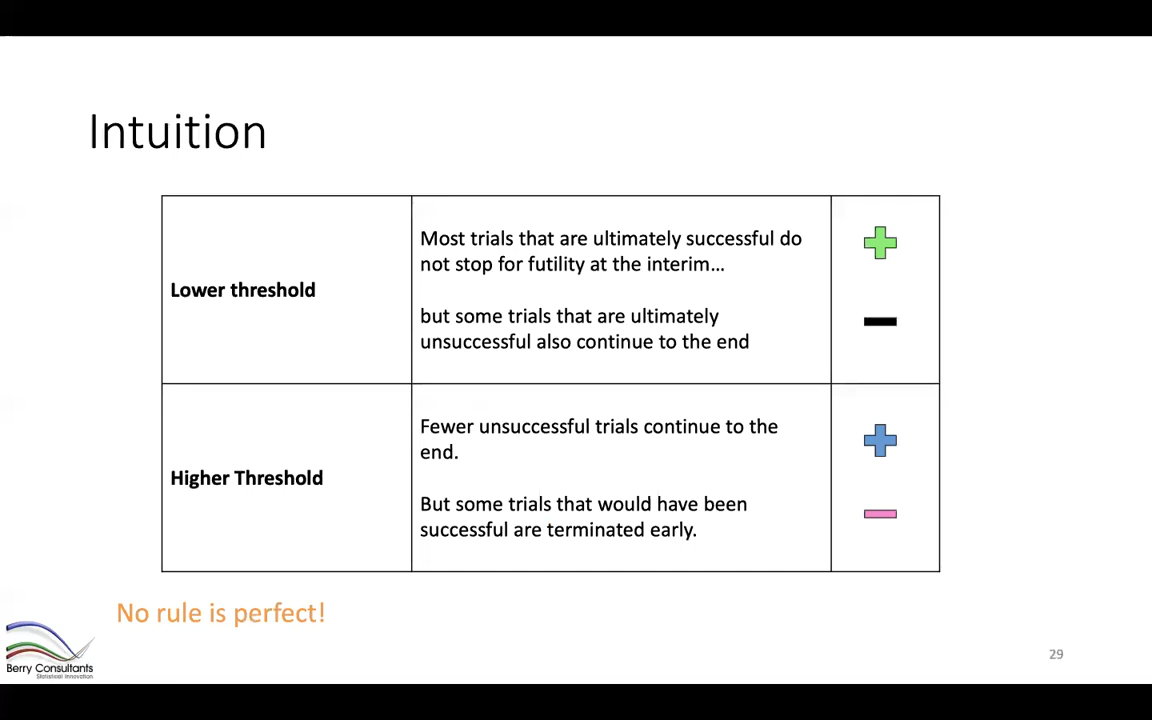 Intuition
Lower threshold
Most trials that are ultimately successful do
not stop for futility at the interim…
but some trials that are ultimately
unsuccessful also continue to the end
Higher Threshold
Fewer unsuccessful trials continue to the
end.
But some trials that would have been
successful are terminated early.
No rule is perfect!
Berry Consultants
Statistical Innovation
29